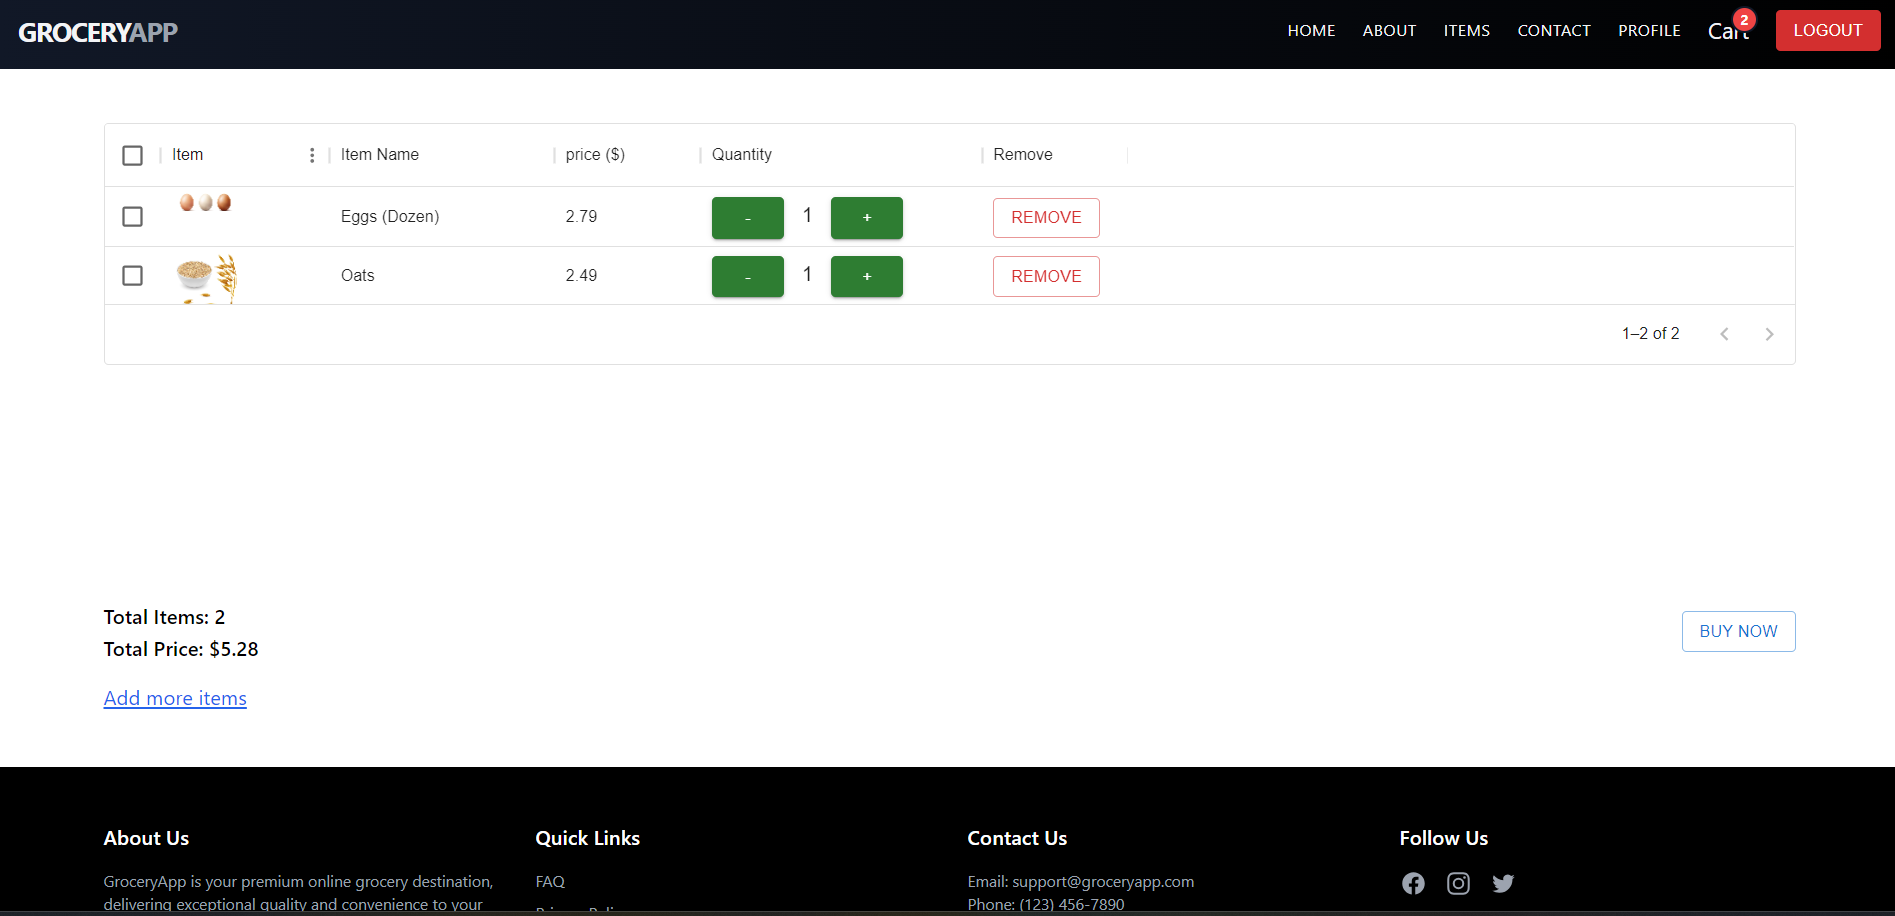 GROCERYAPP
HOME ABOUT ITEMS CONTACT PROFILE Cart 2 LOGOUT
Item Item Name price ($) Quantity Remove
Eggs (Dozen) 2.79 - 1 + REMOVE
Oats 2.49 - 1 + REMOVE
1–2 of 2
Total Items: 2
Total Price: $5.28
BUY NOW
Add more items
About Us
GroceryApp is your premium online grocery destination,
delivering exceptional quality and convenience to your
Quick Links
FAQ
Contact Us
Email: support@groceryapp.com
Phone: (123) 456-7890
Follow Us